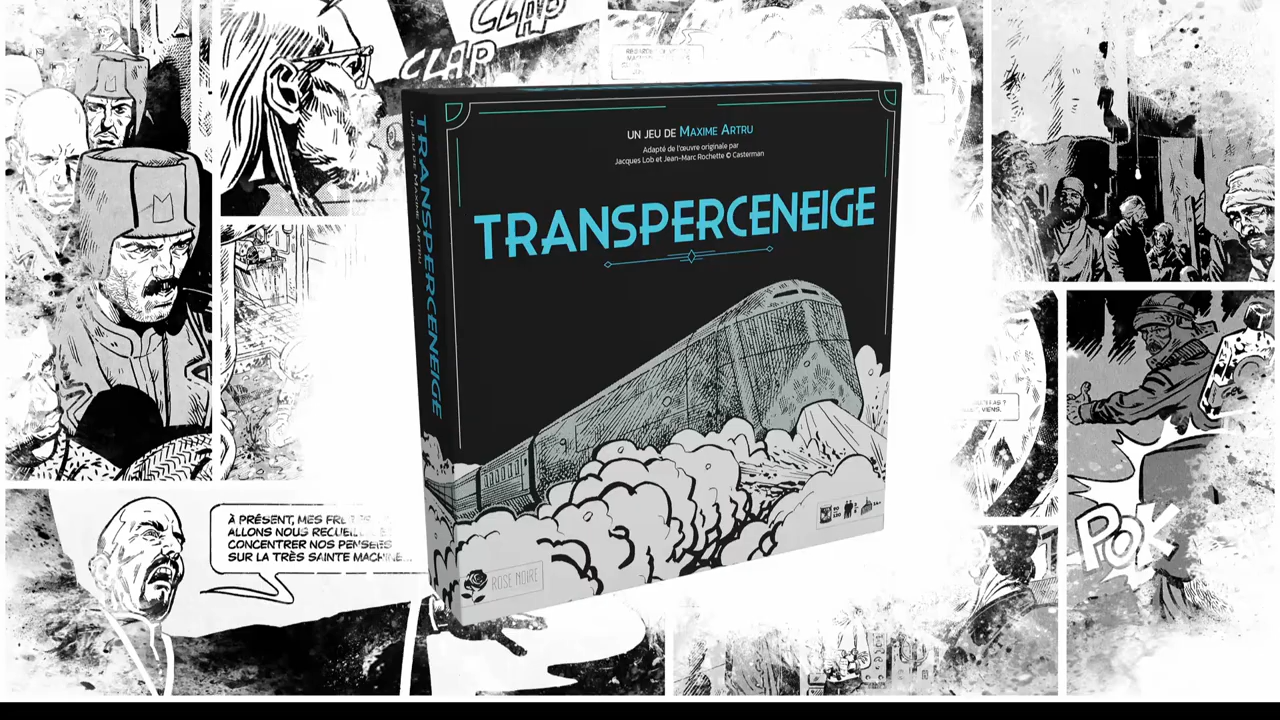 CLAP
CLAP
UN JEU DE MAXIME ARTRU
Adapté de l'œuvre originale par
Jacques Lob et Jean-Marc Rochette © Casterman
TRANSPERCENEIGE
UN JEU DE MAXIME ARTRU
TRANSPERCENEIGE
ROSE NOIRE
À PRÉSENT, MES
ALLONS NOUS
CONCENTRER NOS PENSÉES
SUR LA TRÈS SAINTE MACHINE...
VIENS.
POK